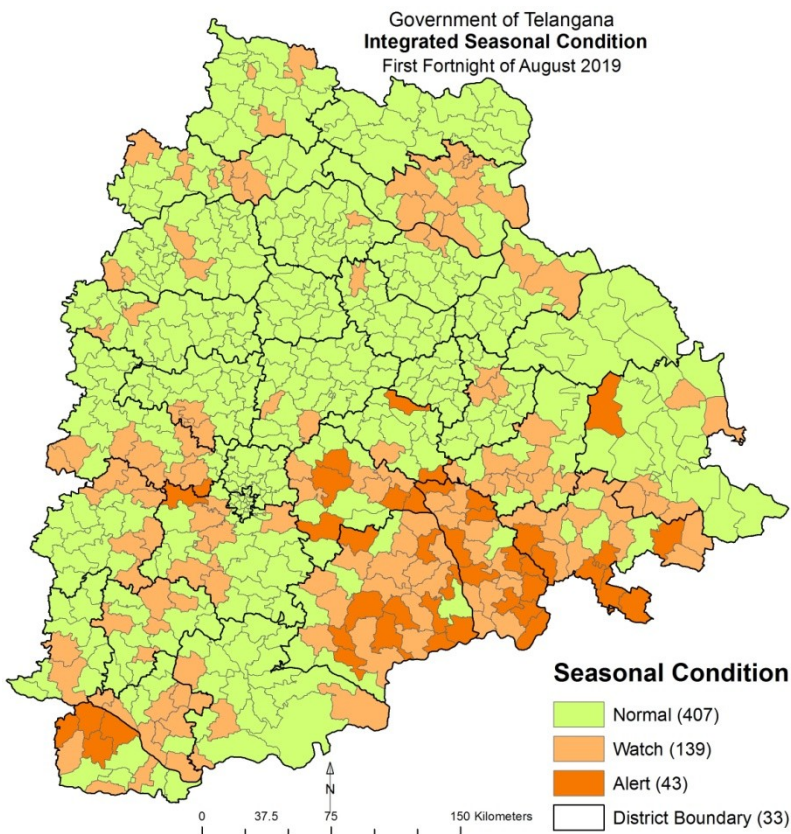 Government of Telangana
Integrated Seasonal Condition
First Fortnight of August 2019
Seasonal Condition
Normal (407)
Watch (139)
Alert (43)
District Boundary (33)
N
0 37.5 75 150 Kilometers